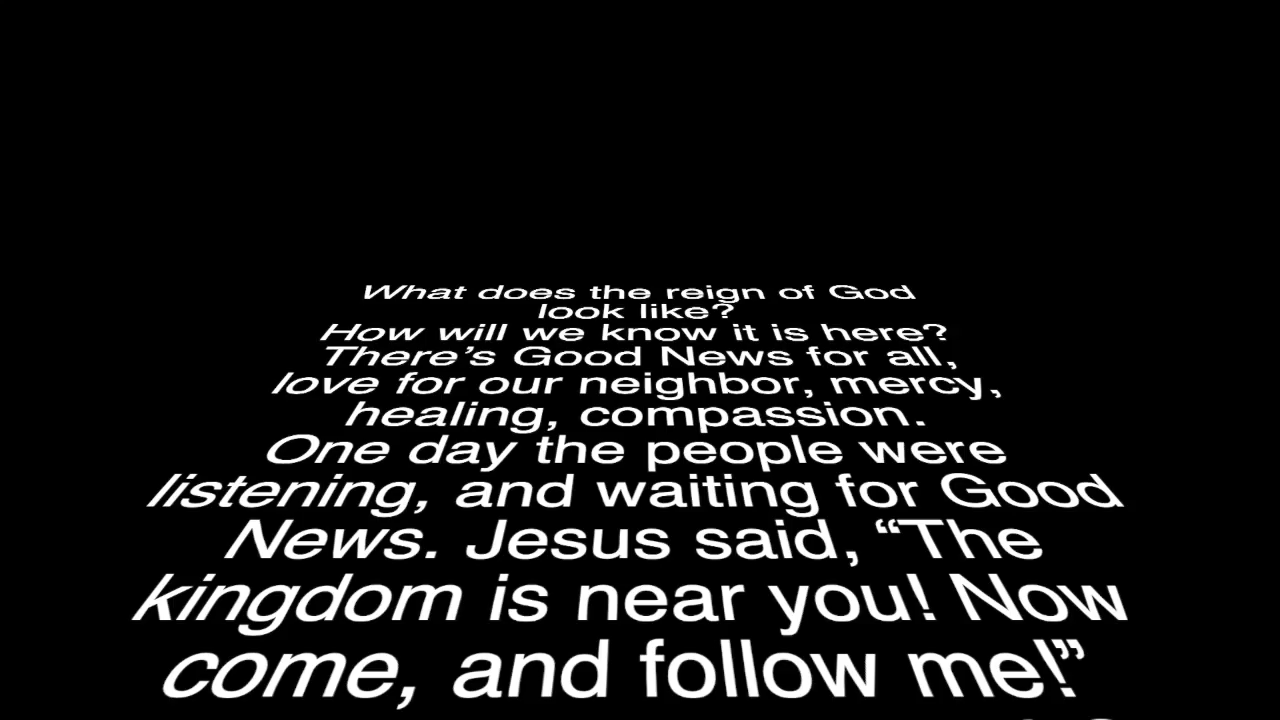 What does the reign of God
look like?
How will we know it is here?
There’s Good News for all,
love for our neighbor, mercy,
healing, compassion.
One day the people were
listening, and waiting for Good
News. Jesus said, “The
kingdom is near you! Now
come, and follow me!”